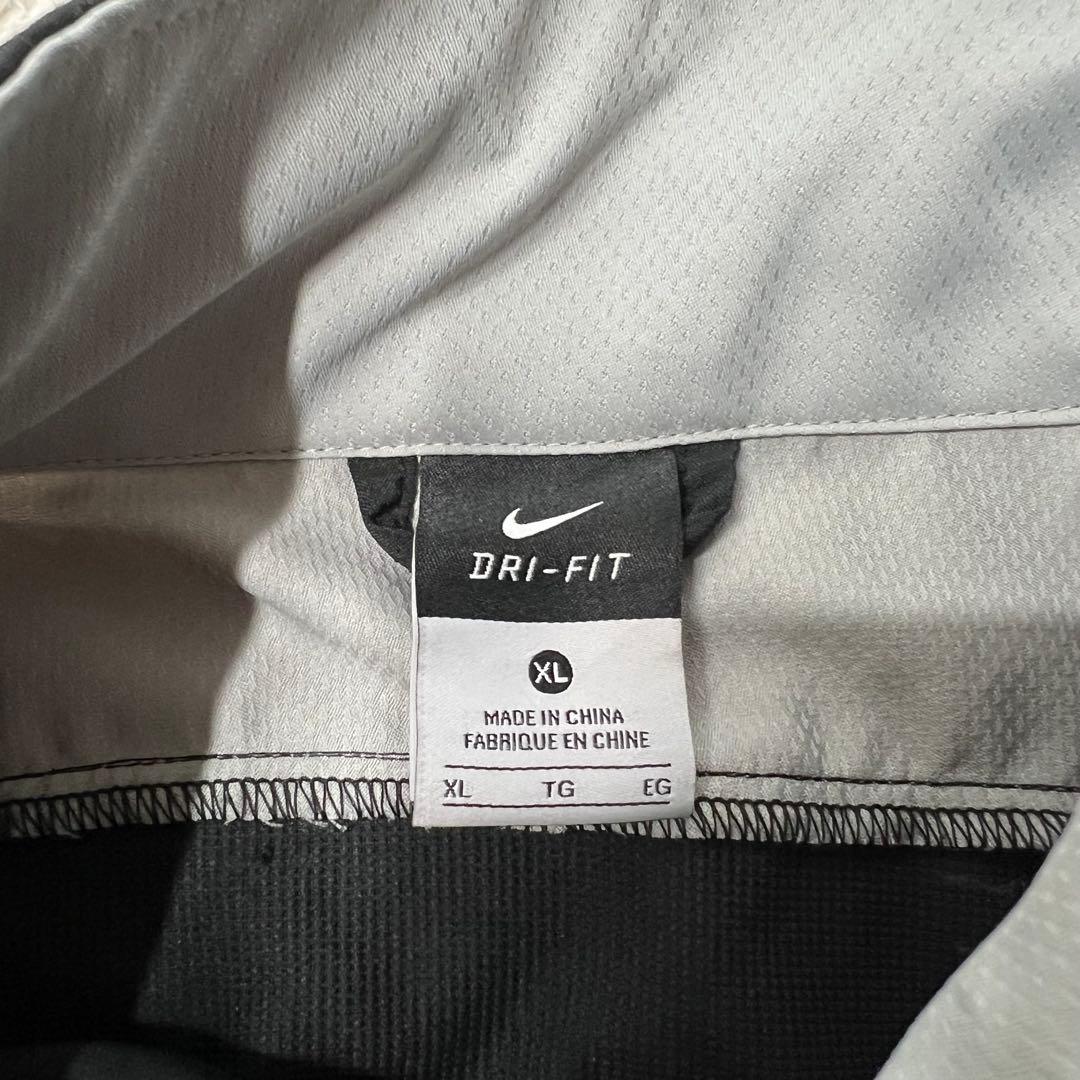 DRI-FIT
XL
MADE IN CHINA
FABRIQUE EN CHINE
XL TG EG